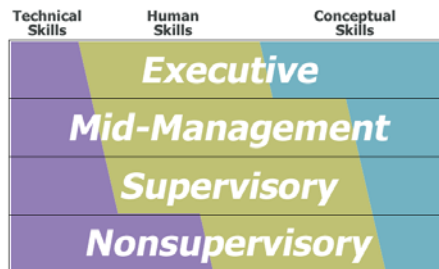 Technical Human Conceptual
Skills Skills Skills
Executive
Mid-Management
Supervisory
Nonsupervisory